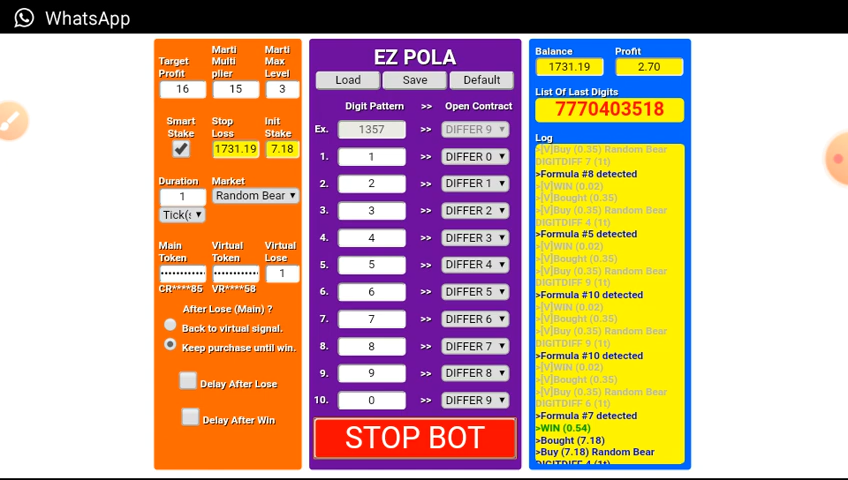 WhatsApp
Target Profit
Marti Multi plier
Marti Max Level
16
15
3
Smart Stake
Stop Loss
Init Stake
1731.19
7.18
Duration
Market
1
Random Bear
Tick(s
Main Token
Virtual Token
Virtual Lose
1
CR****85
VR****58
After Lose (Main) ?
Back to virtual signal.
Keep purchase until win.
Delay After Lose
Delay After Win
EZ POLA
Load
Save
Default
Digit Pattern >> Open Contract
Ex. 1357 >> DIFFER 9
1. 1 >> DIFFER 0
2. 2 >> DIFFER 1
3. 3 >> DIFFER 2
4. 4 >> DIFFER 3
5. 5 >> DIFFER 4
6. 6 >> DIFFER 5
7. 7 >> DIFFER 6
8. 8 >> DIFFER 7
9. 9 >> DIFFER 8
10. 0 >> DIFFER 9
STOP BOT
Balance
Profit
1731.19
2.70
List Of Last Digits
7770403518
Log
>[V]Buy (0.35) Random Bear
DIGITDIFF 7 (1t)
>Formula #8 detected
>[V]WIN (0.02)
>[V]Bought (0.35)
>[V]Buy (0.35) Random Bear
DIGITDIFF 4 (1t)
>Formula #5 detected
>[V]WIN (0.02)
>[V]Bought (0.35)
>[V]Buy (0.35) Random Bear
DIGITDIFF 9 (1t)
>Formula #10 detected
>[V]WIN (0.02)
>[V]Bought (0.35)
>[V]Buy (0.35) Random Bear
DIGITDIFF 9 (1t)
>Formula #10 detected
>[V]WIN (0.02)
>[V]Bought (0.35)
>[V]Buy (0.35) Random Bear
DIGITDIFF 6 (1t)
>Formula #7 detected
>WIN (0.54)
>Bought (7.18)
>Buy (7.18) Random Bear
DIGITDIFF 4 (1t)